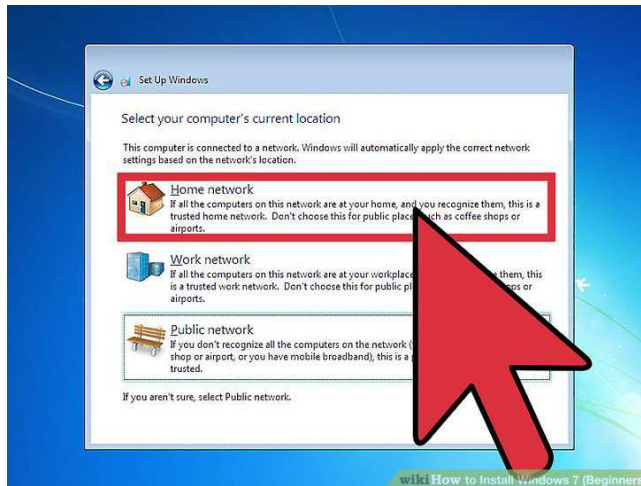 Set Up Windows
Select your computer's current location
This computer is connected to a network. Windows will automatically apply the correct network
settings based on the network's location.
Home network
If all the computers on this network are at your home, and you recognize them, this is a
trusted home network. Don't choose this for public places such as coffee shops or
airports.
Work network
If all the computers on this network are at your workplace them, this
is a trusted work network. Don't choose this for public ps or
airports.
Public network
If you don't recognize all the computers on the network (
shop or airport, or you have mobile broadband), this is a
trusted.
If you aren't sure, select Public network.
wikiHow to Install Windows 7 (Beginners